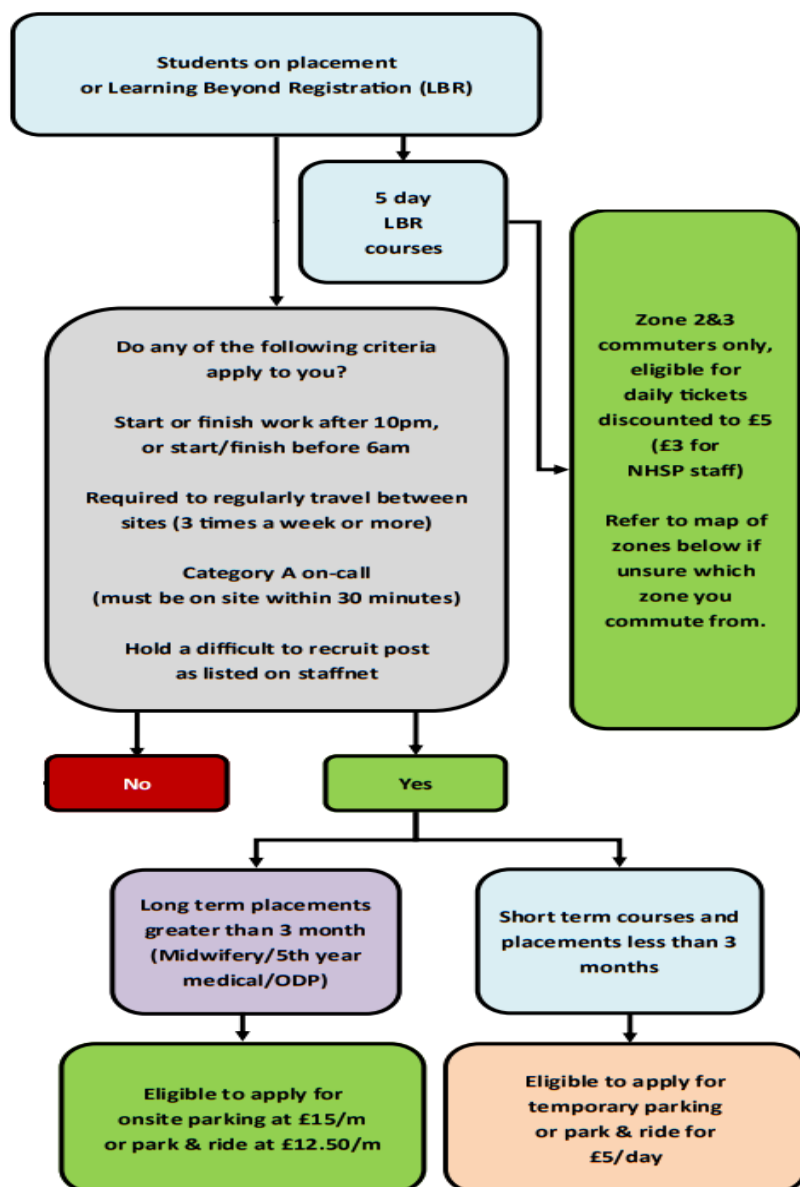 Students on placement
or Learning Beyond Registration (LBR)
5 day
LBR
courses
Zone 2&3
commuters only,
eligible for
daily tickets
discounted to £5
(£3 for
NHSP staff)
Refer to map of
zones below if
unsure which
zone you
commute from.
Do any of the following criteria
apply to you?
Start or finish work after 10pm,
or start/finish before 6am
Required to regularly travel between
sites (3 times a week or more)
Category A on-call
(must be on site within 30 minutes)
Hold a difficult to recruit post
as listed on staffnet
No
Yes
Long term placements
greater than 3 month
(Midwifery/5th year
medical/ODP)
Short term courses and
placements less than 3
months
Eligible to apply for
onsite parking at £15/m
or park & ride at £12.50/m
Eligible to apply for
temporary parking
or park & ride for
£5/day